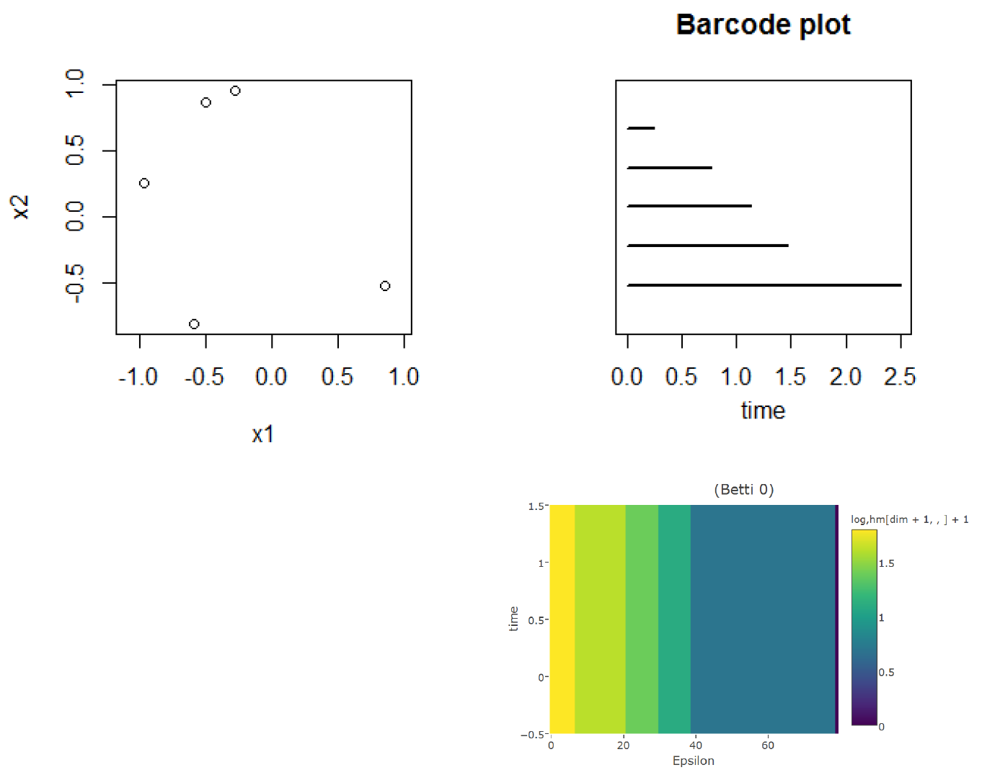 Barcode plot
x2
1.0
0.5
0.0
-0.5
-1.0 -0.5 0.0 0.5 1.0
x1
0.0 0.5 1.0 1.5 2.0 2.5
time
(Betti 0)
log,hm[dim + 1, , ] + 1
time
1.5
1
0.5
0
−0.5
0 20 40 60
Epsilon
1.5
1
0.5
0